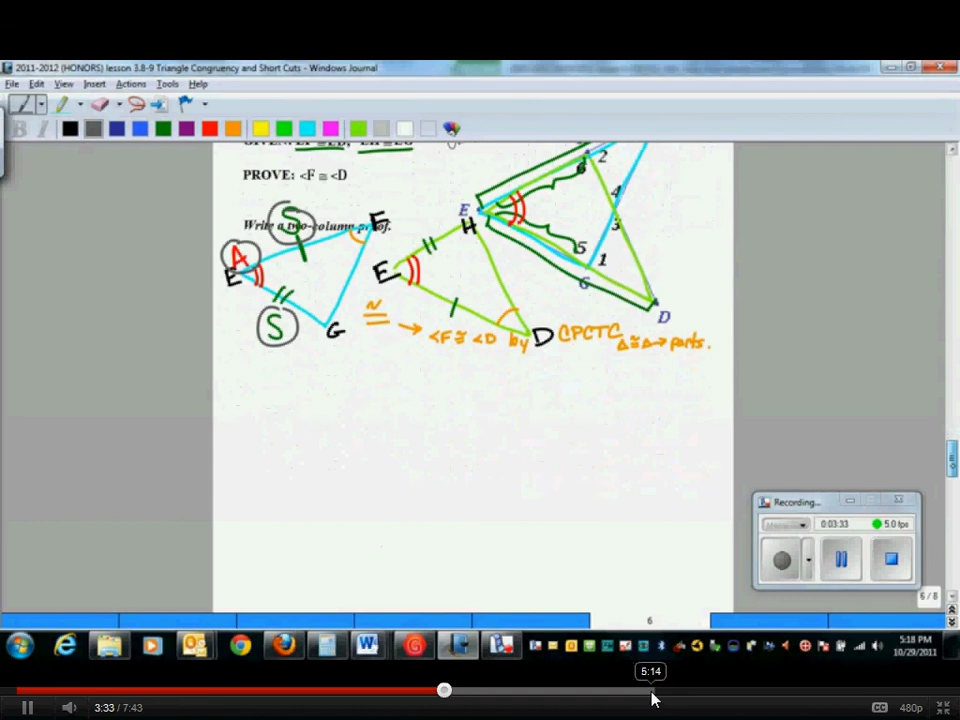 2011-2012 (HONORS) lesson 3.8-9 Triangle Congruency and Short Cuts - Windows Journal
File Edit View Insert Actions Tools Help
B I
2
6
PROVE: <F ≅ <D
4
S
E
F
H
3
Write a two-column proof.
A
5
1
E
E
G
D
S
G
≅
→ <F ≅ <D by
D
CPCTC
Δ≅Δ→ parts.
Recording...
0:03:33 5.0 fps
6 / 8
6
5:18 PM
10/29/2011
5:14
3:33 / 7:43
CC 480p